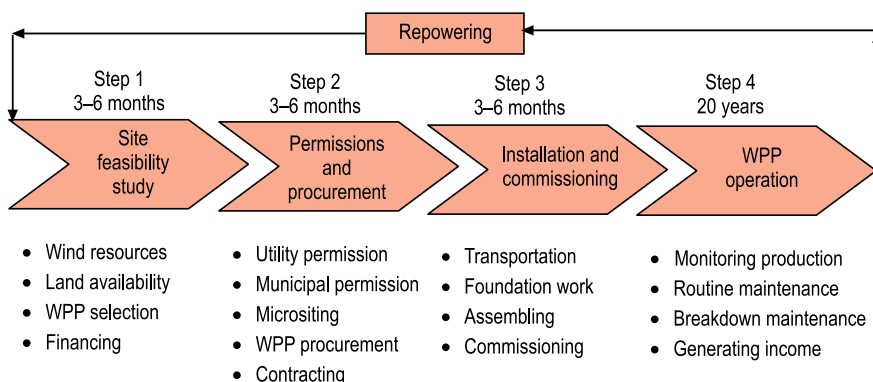 Repowering
Step 1
3–6 months
Step 2
3–6 months
Step 3
3–6 months
Step 4
20 years
Site
feasibility
study
Permissions
and
procurement
Installation and
commissioning
WPP
operation
• Wind resources
• Land availability
• WPP selection
• Financing
• Utility permission
• Municipal permission
• Micrositing
• WPP procurement
• Contracting
• Transportation
• Foundation work
• Assembling
• Commissioning
• Monitoring production
• Routine maintenance
• Breakdown maintenance
• Generating income